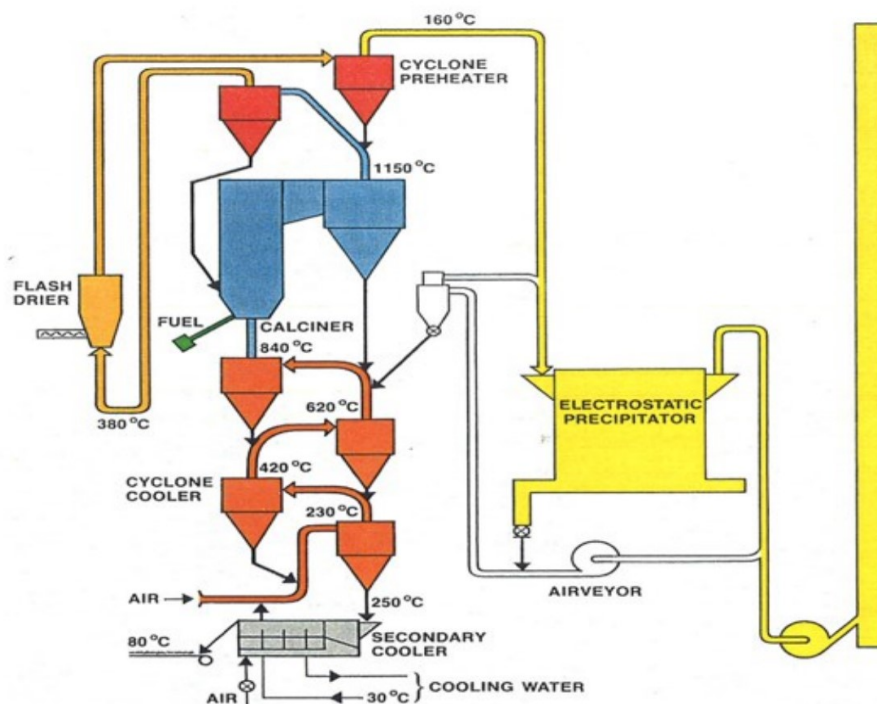 160 °C
CYCLONE
PREHEATER
1150 °C
FLASH
DRIER
FUEL
CALCINER
840 °C
380 °C
620 °C
ELECTROSTATIC
PRECIPITATOR
420 °C
CYCLONE
COOLER
230 °C
AIR
AIRVEYOR
250 °C
80 °C
SECONDARY
COOLER
AIR
30 °C
COOLING WATER